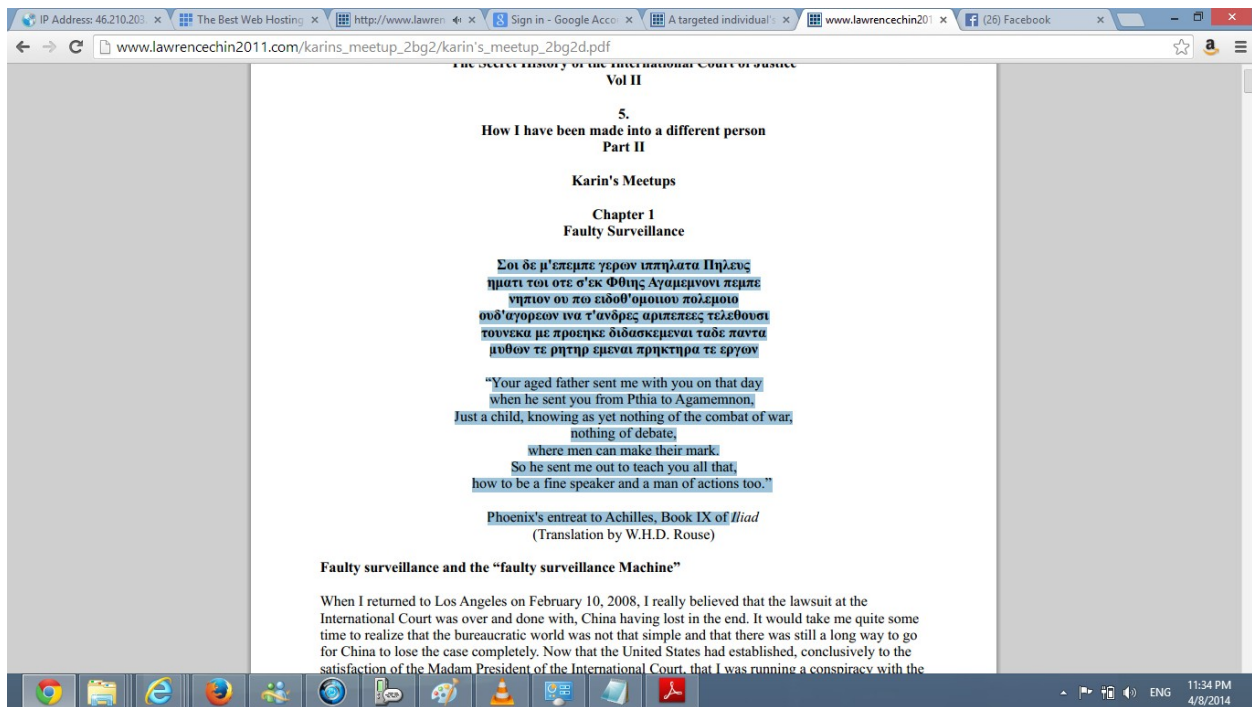 IP Address: 46.210.203.
The Best Web Hosting
http://www.lawren
Sign in - Google Acco
A targeted individual's
www.lawrencechin201
(26) Facebook
www.lawrencechin2011.com/karins_meetup_2bg2/karin's_meetup_2bg2d.pdf
The Secret History of the International Court of Justice
Vol II
5.
How I have been made into a different person
Part II
Karin's Meetups
Chapter 1
Faulty Surveillance
Σοι δε μ'επεμπε γερων ιππηλατα Πηλευς
ηματι τωι οτε σ'εκ Φθιης Αγαμεμνονι πεμπε
νηπιον ου πω ειδοθ'ομοιιου πολεμοιο
ουδ'αγορεων ινα τ'ανδρες αριπεπεες τελεθουσι
τουνεκα με προεηκε διδασκεμεναι ταδε παντα
μυθων τε ρητηρ εμεναι πρηκτηρα τε εργων
“Your aged father sent me with you on that day
when he sent you from Pthia to Agamemnon,
Just a child, knowing as yet nothing of the combat of war,
nothing of debate,
where men can make their mark.
So he sent me out to teach you all that,
how to be a fine speaker and a man of actions too.”
Phoenix's entreat to Achilles, Book IX of Iliad
(Translation by W.H.D. Rouse)
Faulty surveillance and the “faulty surveillance Machine”
When I returned to Los Angeles on February 10, 2008, I really believed that the lawsuit at the
International Court was over and done with, China having lost in the end. It would take me quite some
time to realize that the bureaucratic world was not that simple and that there was still a long way to go
for China to lose the case completely. Now that the United States had established, conclusively to the
satisfaction of the Madam President of the International Court, that I was running a conspiracy with the
ENG
11:34 PM
4/8/2014